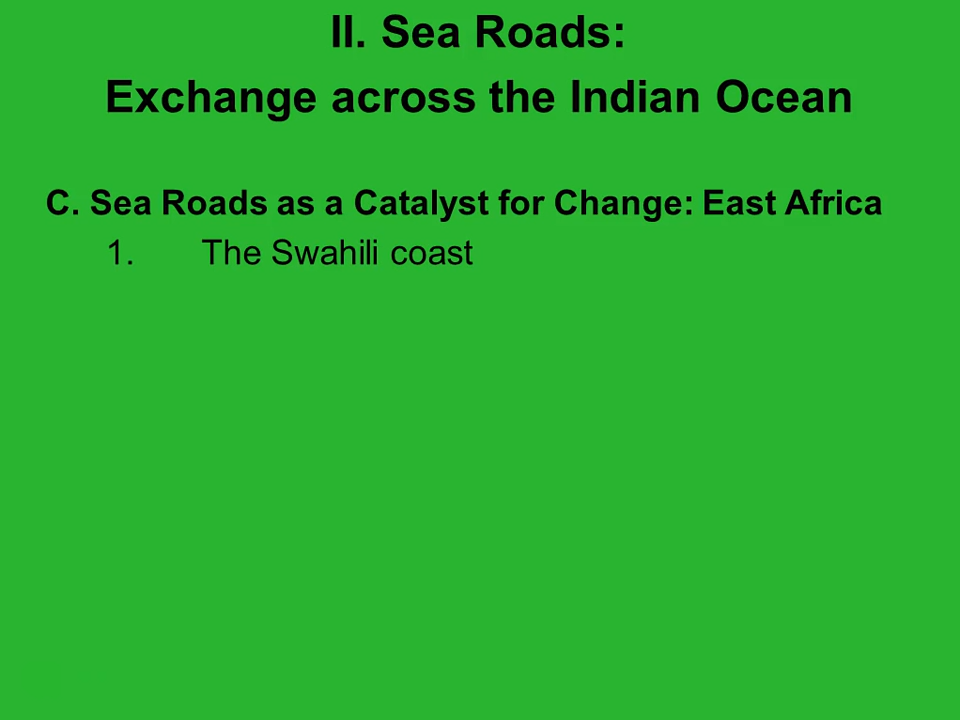 II. Sea Roads:
Exchange across the Indian Ocean
C. Sea Roads as a Catalyst for Change: East Africa
1. The Swahili coast